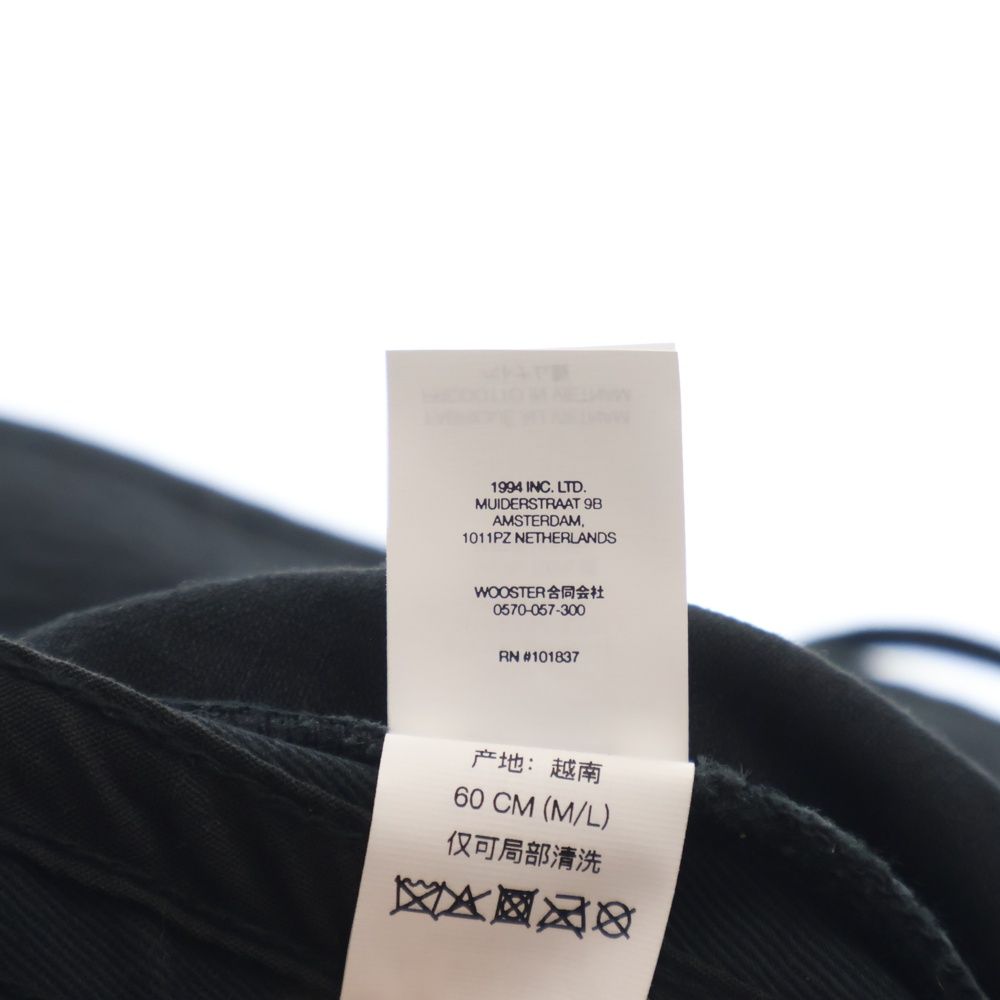 1994 INC. LTD.
MUIDERSTRAAT 9B
AMSTERDAM,
1011PZ NETHERLANDS
WOOSTER合同会社
0570-057-300
RN #101837
产地：越南
60 CM (M/L)
仅可局部清洗